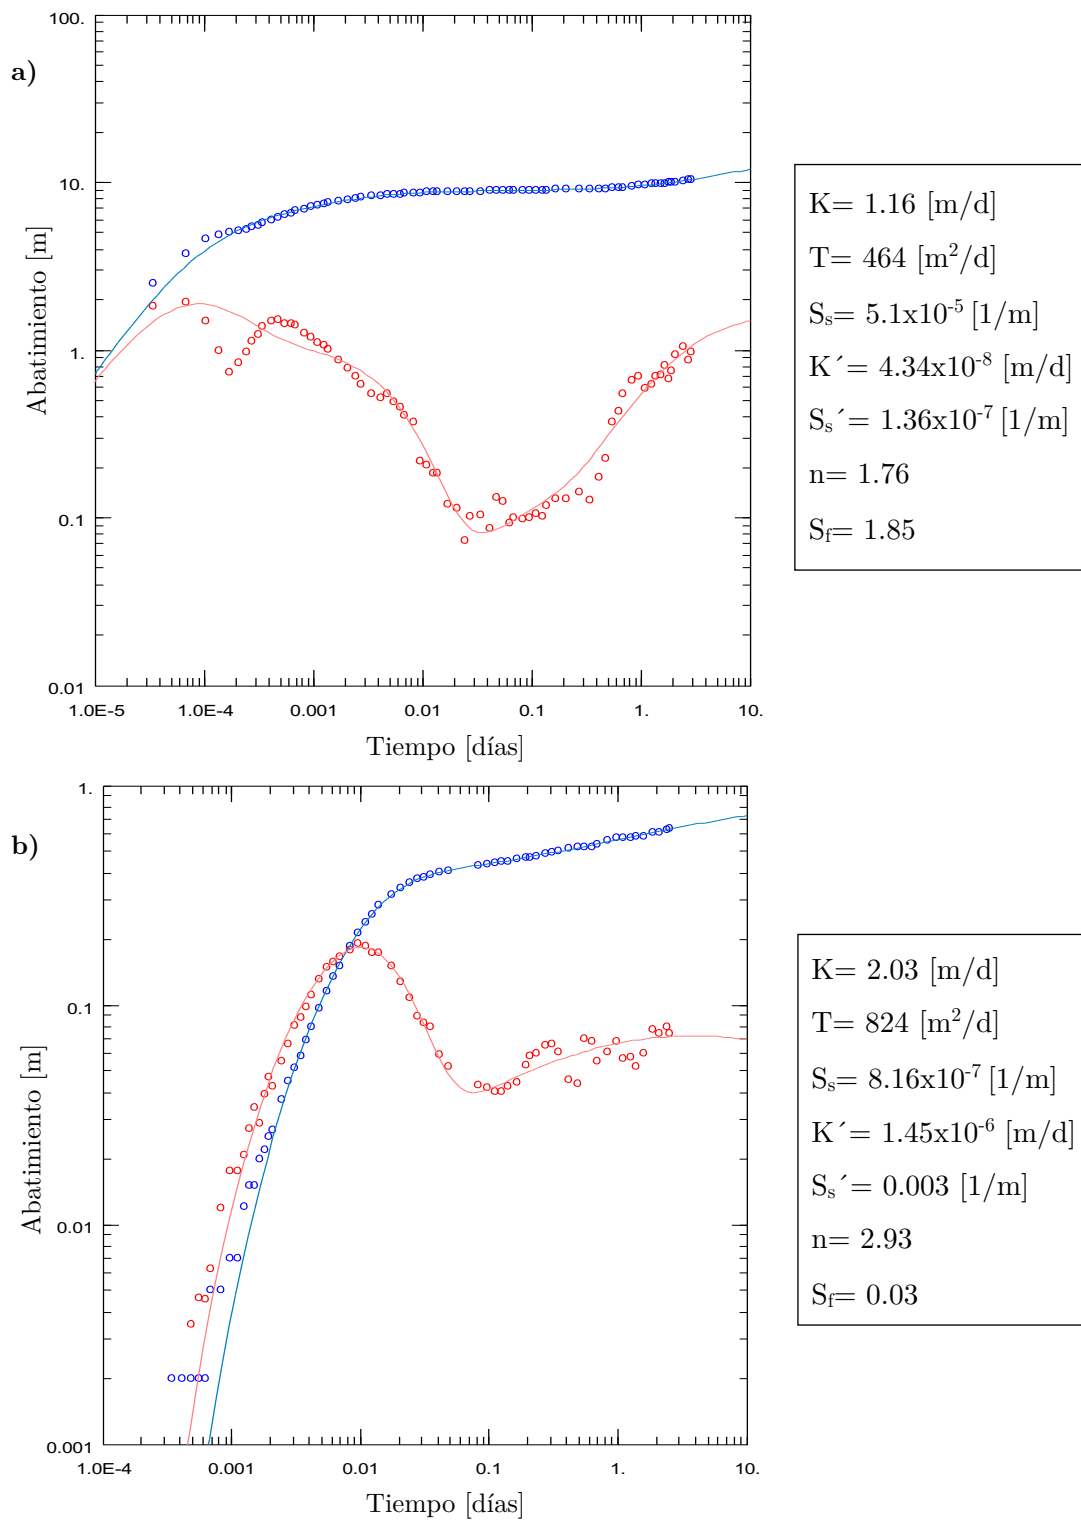 a)
100.
10.
1.
0.1
0.01
Abatimiento [m]
1.0E-5 1.0E-4 0.001 0.01 0.1 1. 10.
Tiempo [días]
K= 1.16 [m/d]
T= 464 [m²/d]
Sₛ= 5.1x10⁻⁵ [1/m]
K´= 4.34x10⁻⁸ [m/d]
Sₛ´= 1.36x10⁻⁷ [1/m]
n= 1.76
S_f= 1.85
b)
1.
0.1
0.01
0.001
Abatimiento [m]
1.0E-4 0.001 0.01 0.1 1. 10.
Tiempo [días]
K= 2.03 [m/d]
T= 824 [m²/d]
Sₛ= 8.16x10⁻⁷ [1/m]
K´= 1.45x10⁻⁶ [m/d]
Sₛ´= 0.003 [1/m]
n= 2.93
S_f= 0.03